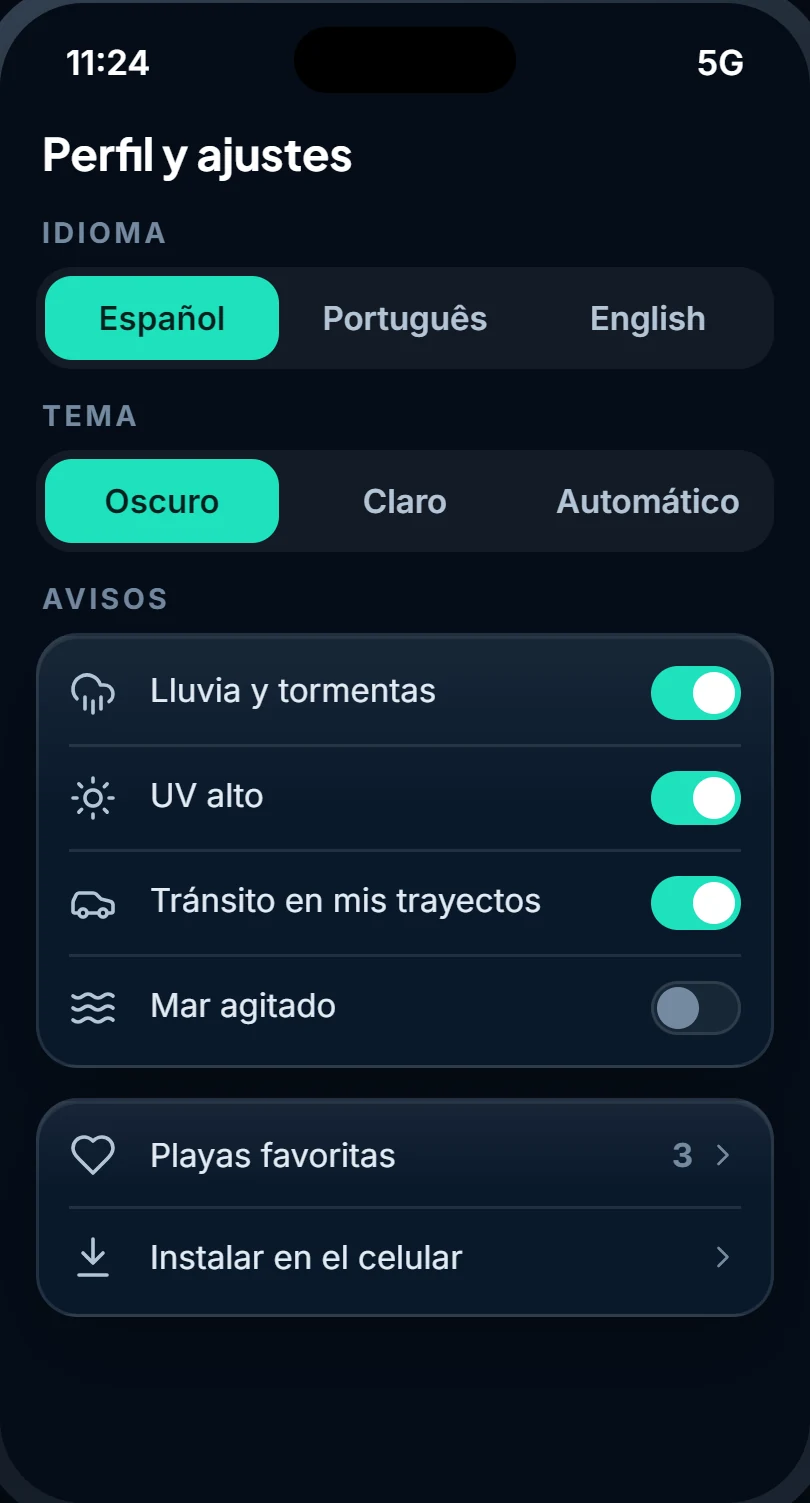 11:24 5G
Perfil y ajustes
IDIOMA
Español Português English
TEMA
Oscuro Claro Automático
AVISOS
Lluvia y tormentas
UV alto
Tránsito en mis trayectos
Mar agitado
Playas favoritas 3
Instalar en el celular